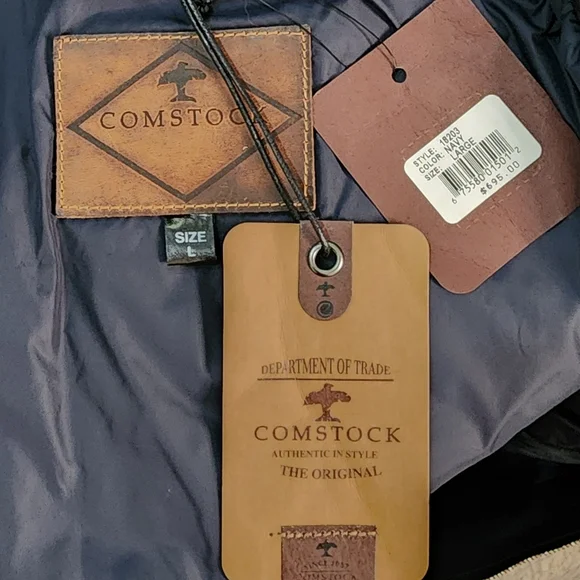 COMSTOCK
SIZE
L
STYLE: 18203
COLOR: NAVY
SIZE: LARGE
$695.00
DEPARTMENT OF TRADE
COMSTOCK
AUTHENTIC IN STYLE
THE ORIGINAL
COMSTOCK